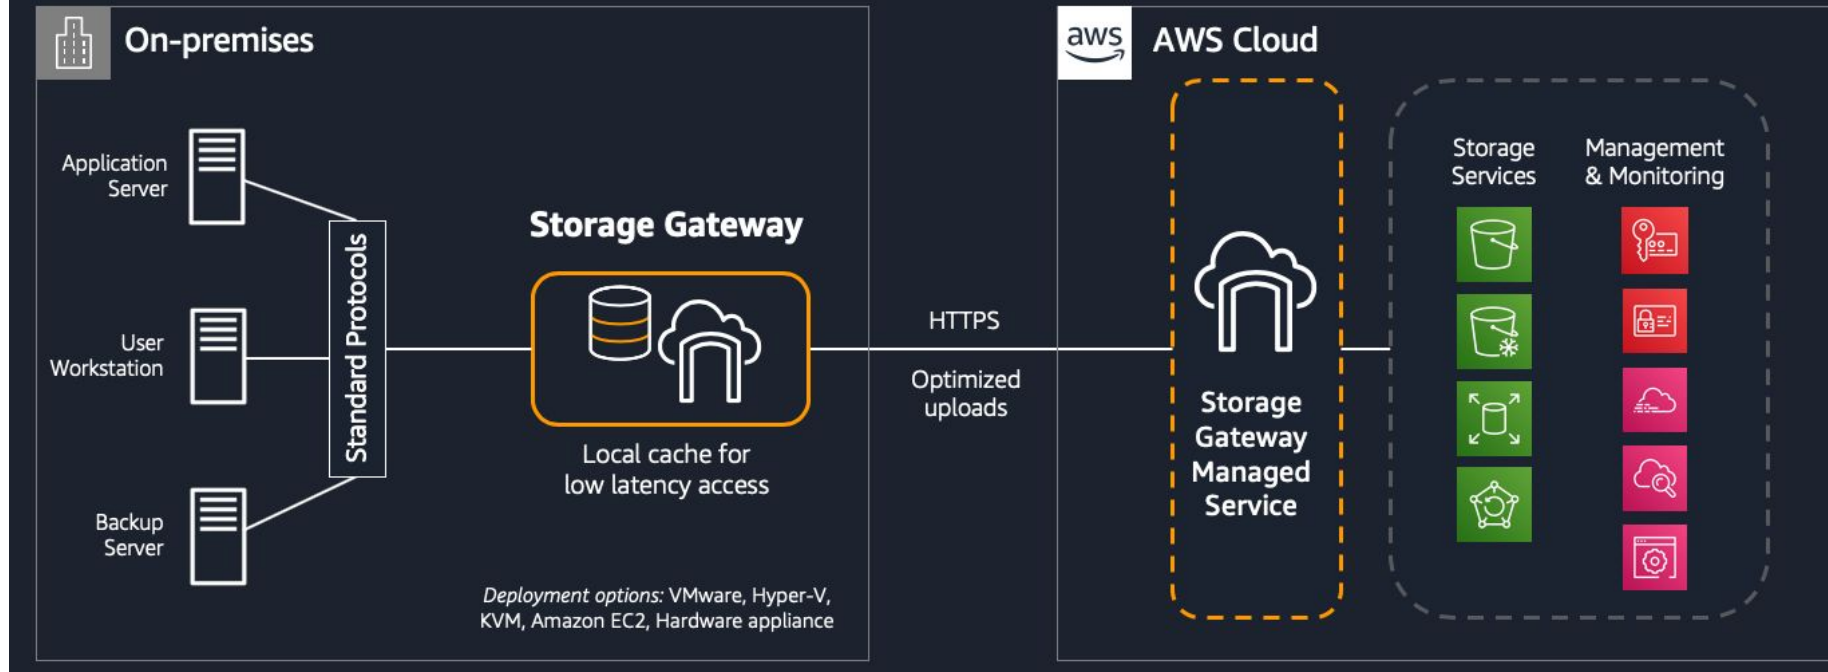 On-premises
Application
Server
User
Workstation
Backup
Server
Standard Protocols
Storage Gateway
Local cache for
low latency access
Deployment options: VMware, Hyper-V,
KVM, Amazon EC2, Hardware appliance
HTTPS
Optimized
uploads
aws
AWS Cloud
Storage
Gateway
Managed
Service
Storage
Services
Management
& Monitoring